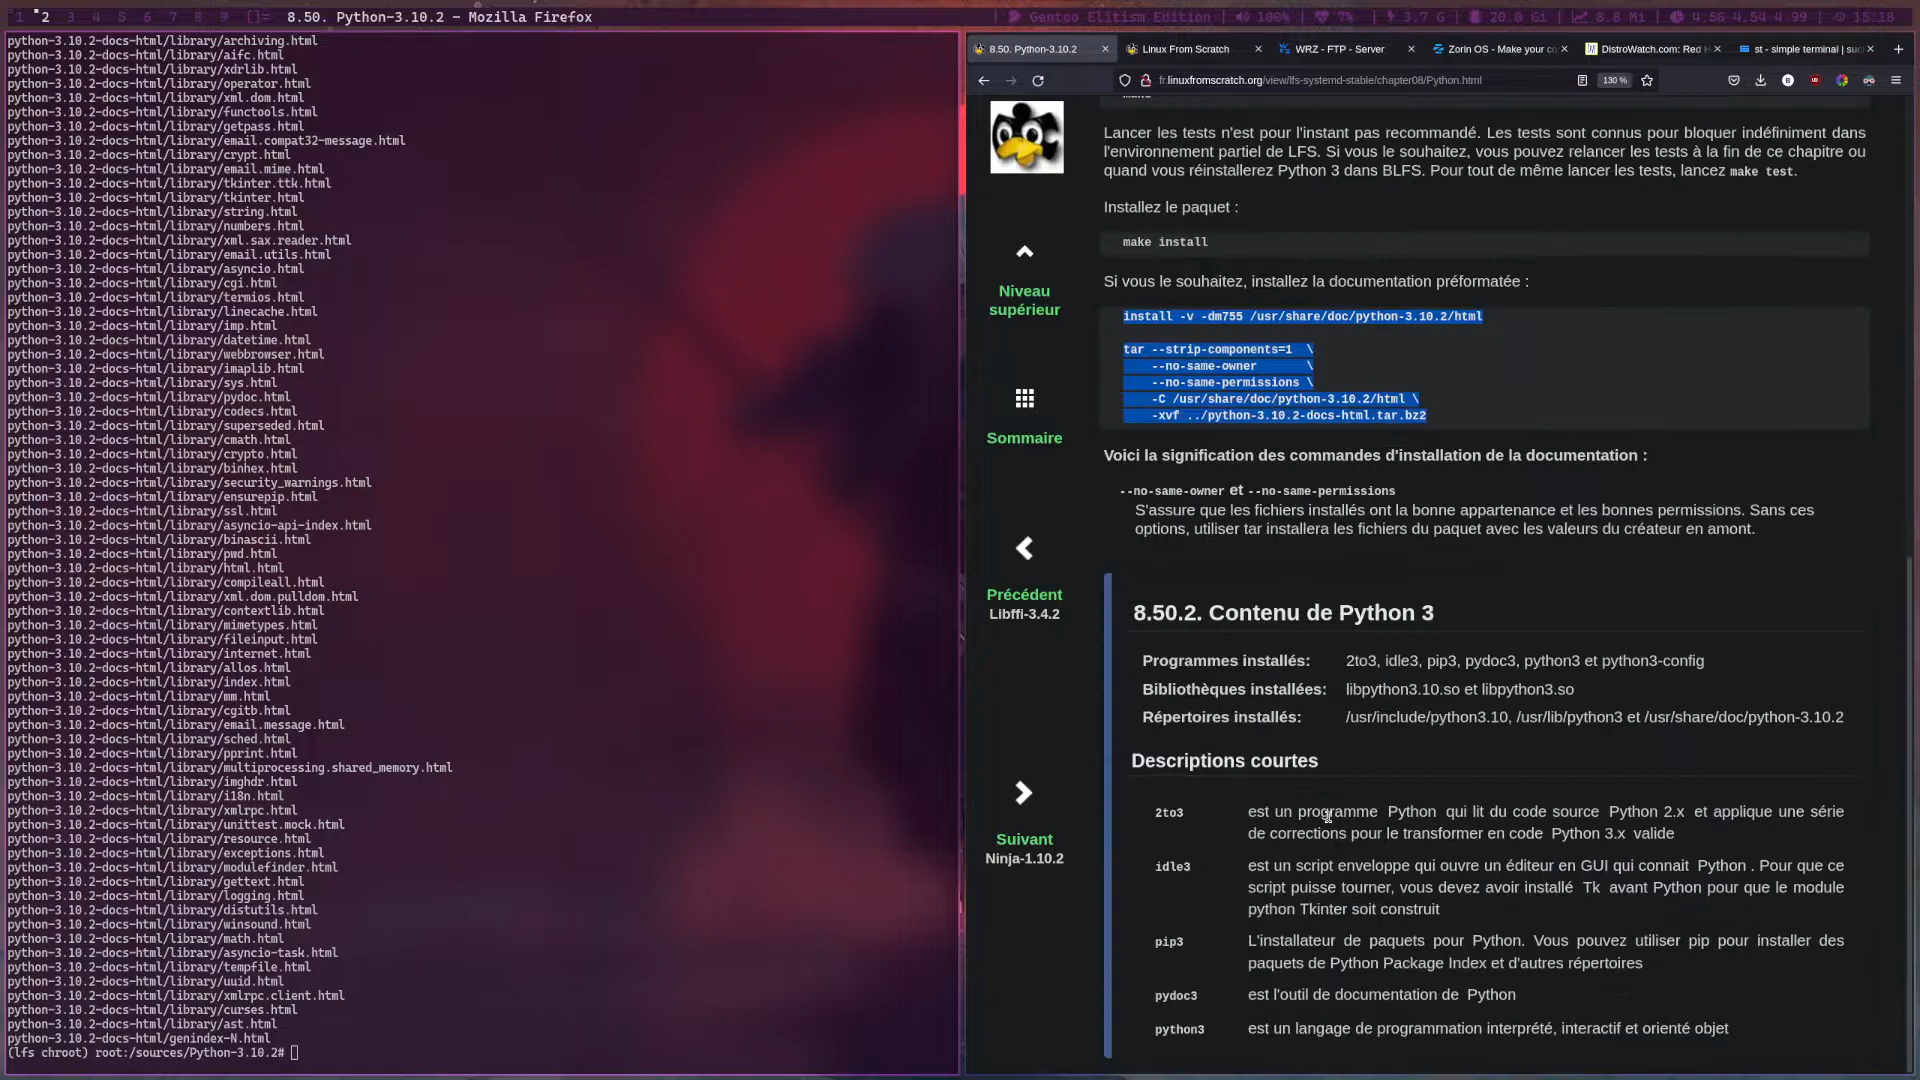 1 2 3 4 5 6 7 8 9 []= 8.50. Python-3.10.2 - Mozilla Firefox
Gentoo Elitism Edition 100% 7% 3.7 G 20.0 Gi 8.8 Mi 4.56 4.54 4.99 15.18
python-3.10.2-docs-html/library/archiving.html
python-3.10.2-docs-html/library/aifc.html
python-3.10.2-docs-html/library/xdrlib.html
python-3.10.2-docs-html/library/operator.html
python-3.10.2-docs-html/library/xml.dom.html
python-3.10.2-docs-html/library/functools.html
python-3.10.2-docs-html/library/getpass.html
python-3.10.2-docs-html/library/email.compat32-message.html
python-3.10.2-docs-html/library/crypt.html
python-3.10.2-docs-html/library/email.mime.html
python-3.10.2-docs-html/library/tkinter.ttk.html
python-3.10.2-docs-html/library/tkinter.html
python-3.10.2-docs-html/library/string.html
python-3.10.2-docs-html/library/numbers.html
python-3.10.2-docs-html/library/xml.sax.reader.html
python-3.10.2-docs-html/library/email.utils.html
python-3.10.2-docs-html/library/asyncio.html
python-3.10.2-docs-html/library/cgi.html
python-3.10.2-docs-html/library/termios.html
python-3.10.2-docs-html/library/linecache.html
python-3.10.2-docs-html/library/imp.html
python-3.10.2-docs-html/library/datetime.html
python-3.10.2-docs-html/library/webbrowser.html
python-3.10.2-docs-html/library/imaplib.html
python-3.10.2-docs-html/library/sys.html
python-3.10.2-docs-html/library/pydoc.html
python-3.10.2-docs-html/library/codecs.html
python-3.10.2-docs-html/library/superseded.html
python-3.10.2-docs-html/library/cmath.html
python-3.10.2-docs-html/library/crypto.html
python-3.10.2-docs-html/library/binhex.html
python-3.10.2-docs-html/library/security_warnings.html
python-3.10.2-docs-html/library/ensurepip.html
python-3.10.2-docs-html/library/ssl.html
python-3.10.2-docs-html/library/asyncio-api-index.html
python-3.10.2-docs-html/library/binascii.html
python-3.10.2-docs-html/library/pwd.html
python-3.10.2-docs-html/library/html.html
python-3.10.2-docs-html/library/compileall.html
python-3.10.2-docs-html/library/xml.dom.pulldom.html
python-3.10.2-docs-html/library/contextlib.html
python-3.10.2-docs-html/library/mimetypes.html
python-3.10.2-docs-html/library/fileinput.html
python-3.10.2-docs-html/library/internet.html
python-3.10.2-docs-html/library/allos.html
python-3.10.2-docs-html/library/index.html
python-3.10.2-docs-html/library/mm.html
python-3.10.2-docs-html/library/cgitb.html
python-3.10.2-docs-html/library/email.message.html
python-3.10.2-docs-html/library/sched.html
python-3.10.2-docs-html/library/pprint.html
python-3.10.2-docs-html/library/multiprocessing.shared_memory.html
python-3.10.2-docs-html/library/imghdr.html
python-3.10.2-docs-html/library/i18n.html
python-3.10.2-docs-html/library/xmlrpc.html
python-3.10.2-docs-html/library/unittest.mock.html
python-3.10.2-docs-html/library/resource.html
python-3.10.2-docs-html/library/exceptions.html
python-3.10.2-docs-html/library/modulefinder.html
python-3.10.2-docs-html/library/gettext.html
python-3.10.2-docs-html/library/logging.html
python-3.10.2-docs-html/library/distutils.html
python-3.10.2-docs-html/library/winsound.html
python-3.10.2-docs-html/library/math.html
python-3.10.2-docs-html/library/asyncio-task.html
python-3.10.2-docs-html/library/tempfile.html
python-3.10.2-docs-html/library/uuid.html
python-3.10.2-docs-html/library/xmlrpc.client.html
python-3.10.2-docs-html/library/curses.html
python-3.10.2-docs-html/library/ast.html
python-3.10.2-docs-html/genindex-N.html
(lfs chroot) root:/sources/Python-3.10.2#
8.50. Python-3.10.2
Linux From Scratch
WRZ - FTP - Server
Zorin OS - Make your co
DistroWatch.com: Red H
st - simple terminal | suc
fr.linuxfromscratch.org/view/lfs-systemd-stable/chapter08/Python.html
130 %
make
Lancer les tests n'est pour l'instant pas recommandé. Les tests sont connus pour bloquer indéfiniment dans
l'environnement partiel de LFS. Si vous le souhaitez, vous pouvez relancer les tests à la fin de ce chapitre ou
quand vous réinstallerez Python 3 dans BLFS. Pour tout de même lancer les tests, lancez make test.
Installez le paquet :
make install
Si vous le souhaitez, installez la documentation préformatée :
install -v -dm755 /usr/share/doc/python-3.10.2/html
tar --strip-components=1 \
--no-same-owner \
--no-same-permissions \
-C /usr/share/doc/python-3.10.2/html \
-xvf ../python-3.10.2-docs-html.tar.bz2
Niveau
supérieur
Sommaire
Précédent
Libffi-3.4.2
Suivant
Ninja-1.10.2
Voici la signification des commandes d'installation de la documentation :
--no-same-owner et --no-same-permissions
S'assure que les fichiers installés ont la bonne appartenance et les bonnes permissions. Sans ces
options, utiliser tar installera les fichiers du paquet avec les valeurs du créateur en amont.
8.50.2. Contenu de Python 3
Programmes installés: 2to3, idle3, pip3, pydoc3, python3 et python3-config
Bibliothèques installées: libpython3.10.so et libpython3.so
Répertoires installés: /usr/include/python3.10, /usr/lib/python3 et /usr/share/doc/python-3.10.2
Descriptions courtes
2to3 est un programme Python qui lit du code source Python 2.x et applique une série
de corrections pour le transformer en code Python 3.x valide
idle3 est un script enveloppe qui ouvre un éditeur en GUI qui connait Python . Pour que ce
script puisse tourner, vous devez avoir installé Tk avant Python pour que le module
python Tkinter soit construit
pip3 L'installateur de paquets pour Python. Vous pouvez utiliser pip pour installer des
paquets de Python Package Index et d'autres répertoires
pydoc3 est l'outil de documentation de Python
python3 est un langage de programmation interprété, interactif et orienté objet